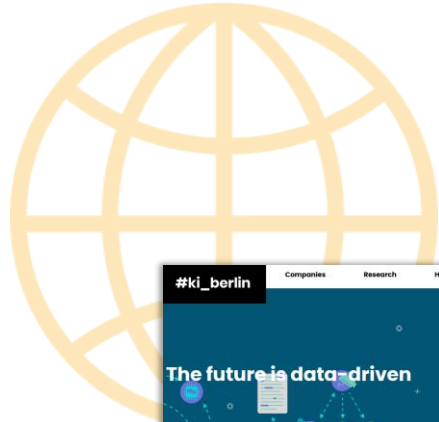 #ki_berlin
Companies Research
The future is data-driven